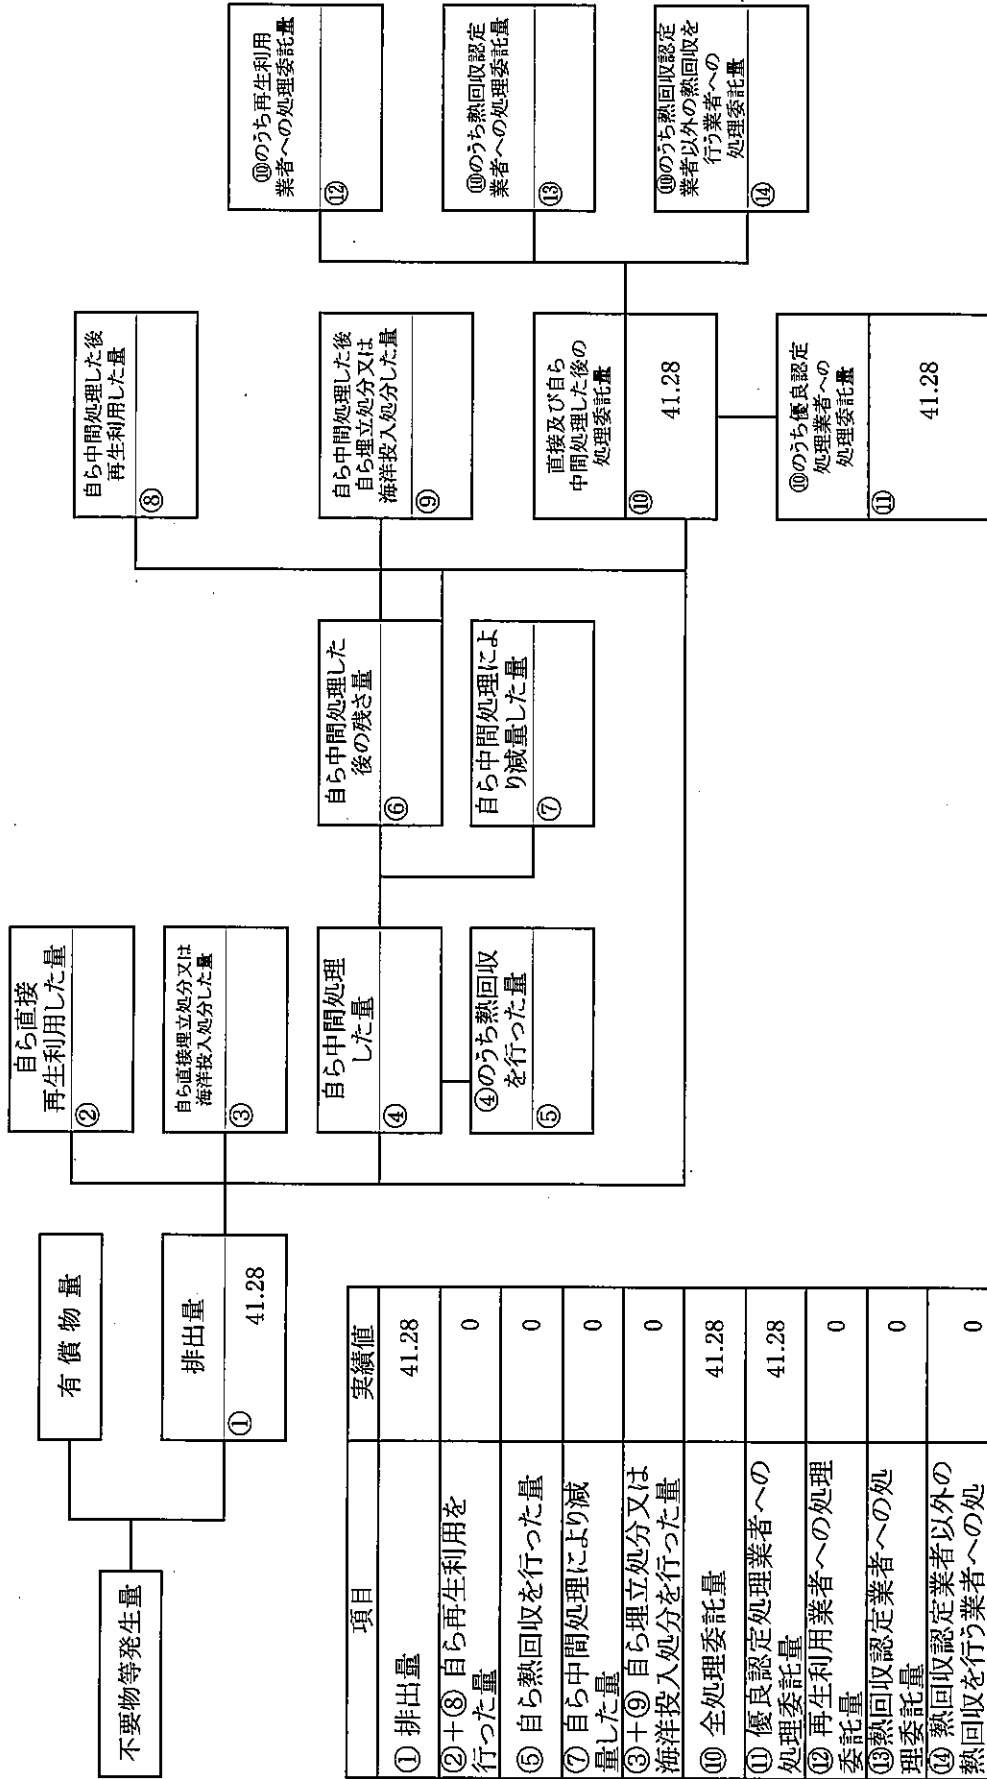 不要物等発生量
有償物量
排出量
①
41.28
自ら直接
再生利用した量
②
自ら直接埋立処分又は
海洋投入処分した量
③
自ら中間処理
した量
④
④のうち熱回収
を行った量
⑤
自ら中間処理した
後の残さ量
⑥
自ら中間処理によ
り減量した量
⑦
自ら中間処理した後
再生利用した量
⑧
自ら中間処理した後
自ら埋立処分又は
海洋投入処分した量
⑨
直接及び自ら
中間処理した後の
処理委託量
⑩
41.28
⑩のうち優良認定
処理業者への
処理委託量
⑪
41.28
⑩のうち再生利用
業者への処理委託量
⑫
⑩のうち熱回収認定
業者への処理委託量
⑬
⑩のうち熱回収認定
業者以外の熱回収を
行う業者への
処理委託量
⑭
項目 実績値
①排出量 41.28
②+⑧自ら再生利用を
行った量 0
⑤自ら熱回収を行った量 0
⑦自ら中間処理により減
量した量 0
③+⑨自ら埋立処分又は
海洋投入処分を行った量 0
⑩全処理委託量 41.28
⑪優良認定処理業者への
処理委託量 41.28
⑫再生利用業者への処理
委託量 0
⑬熱回収認定業者への処
理委託量 0
⑭熱回収認定業者以外の
熱回収を行う業者への処 0